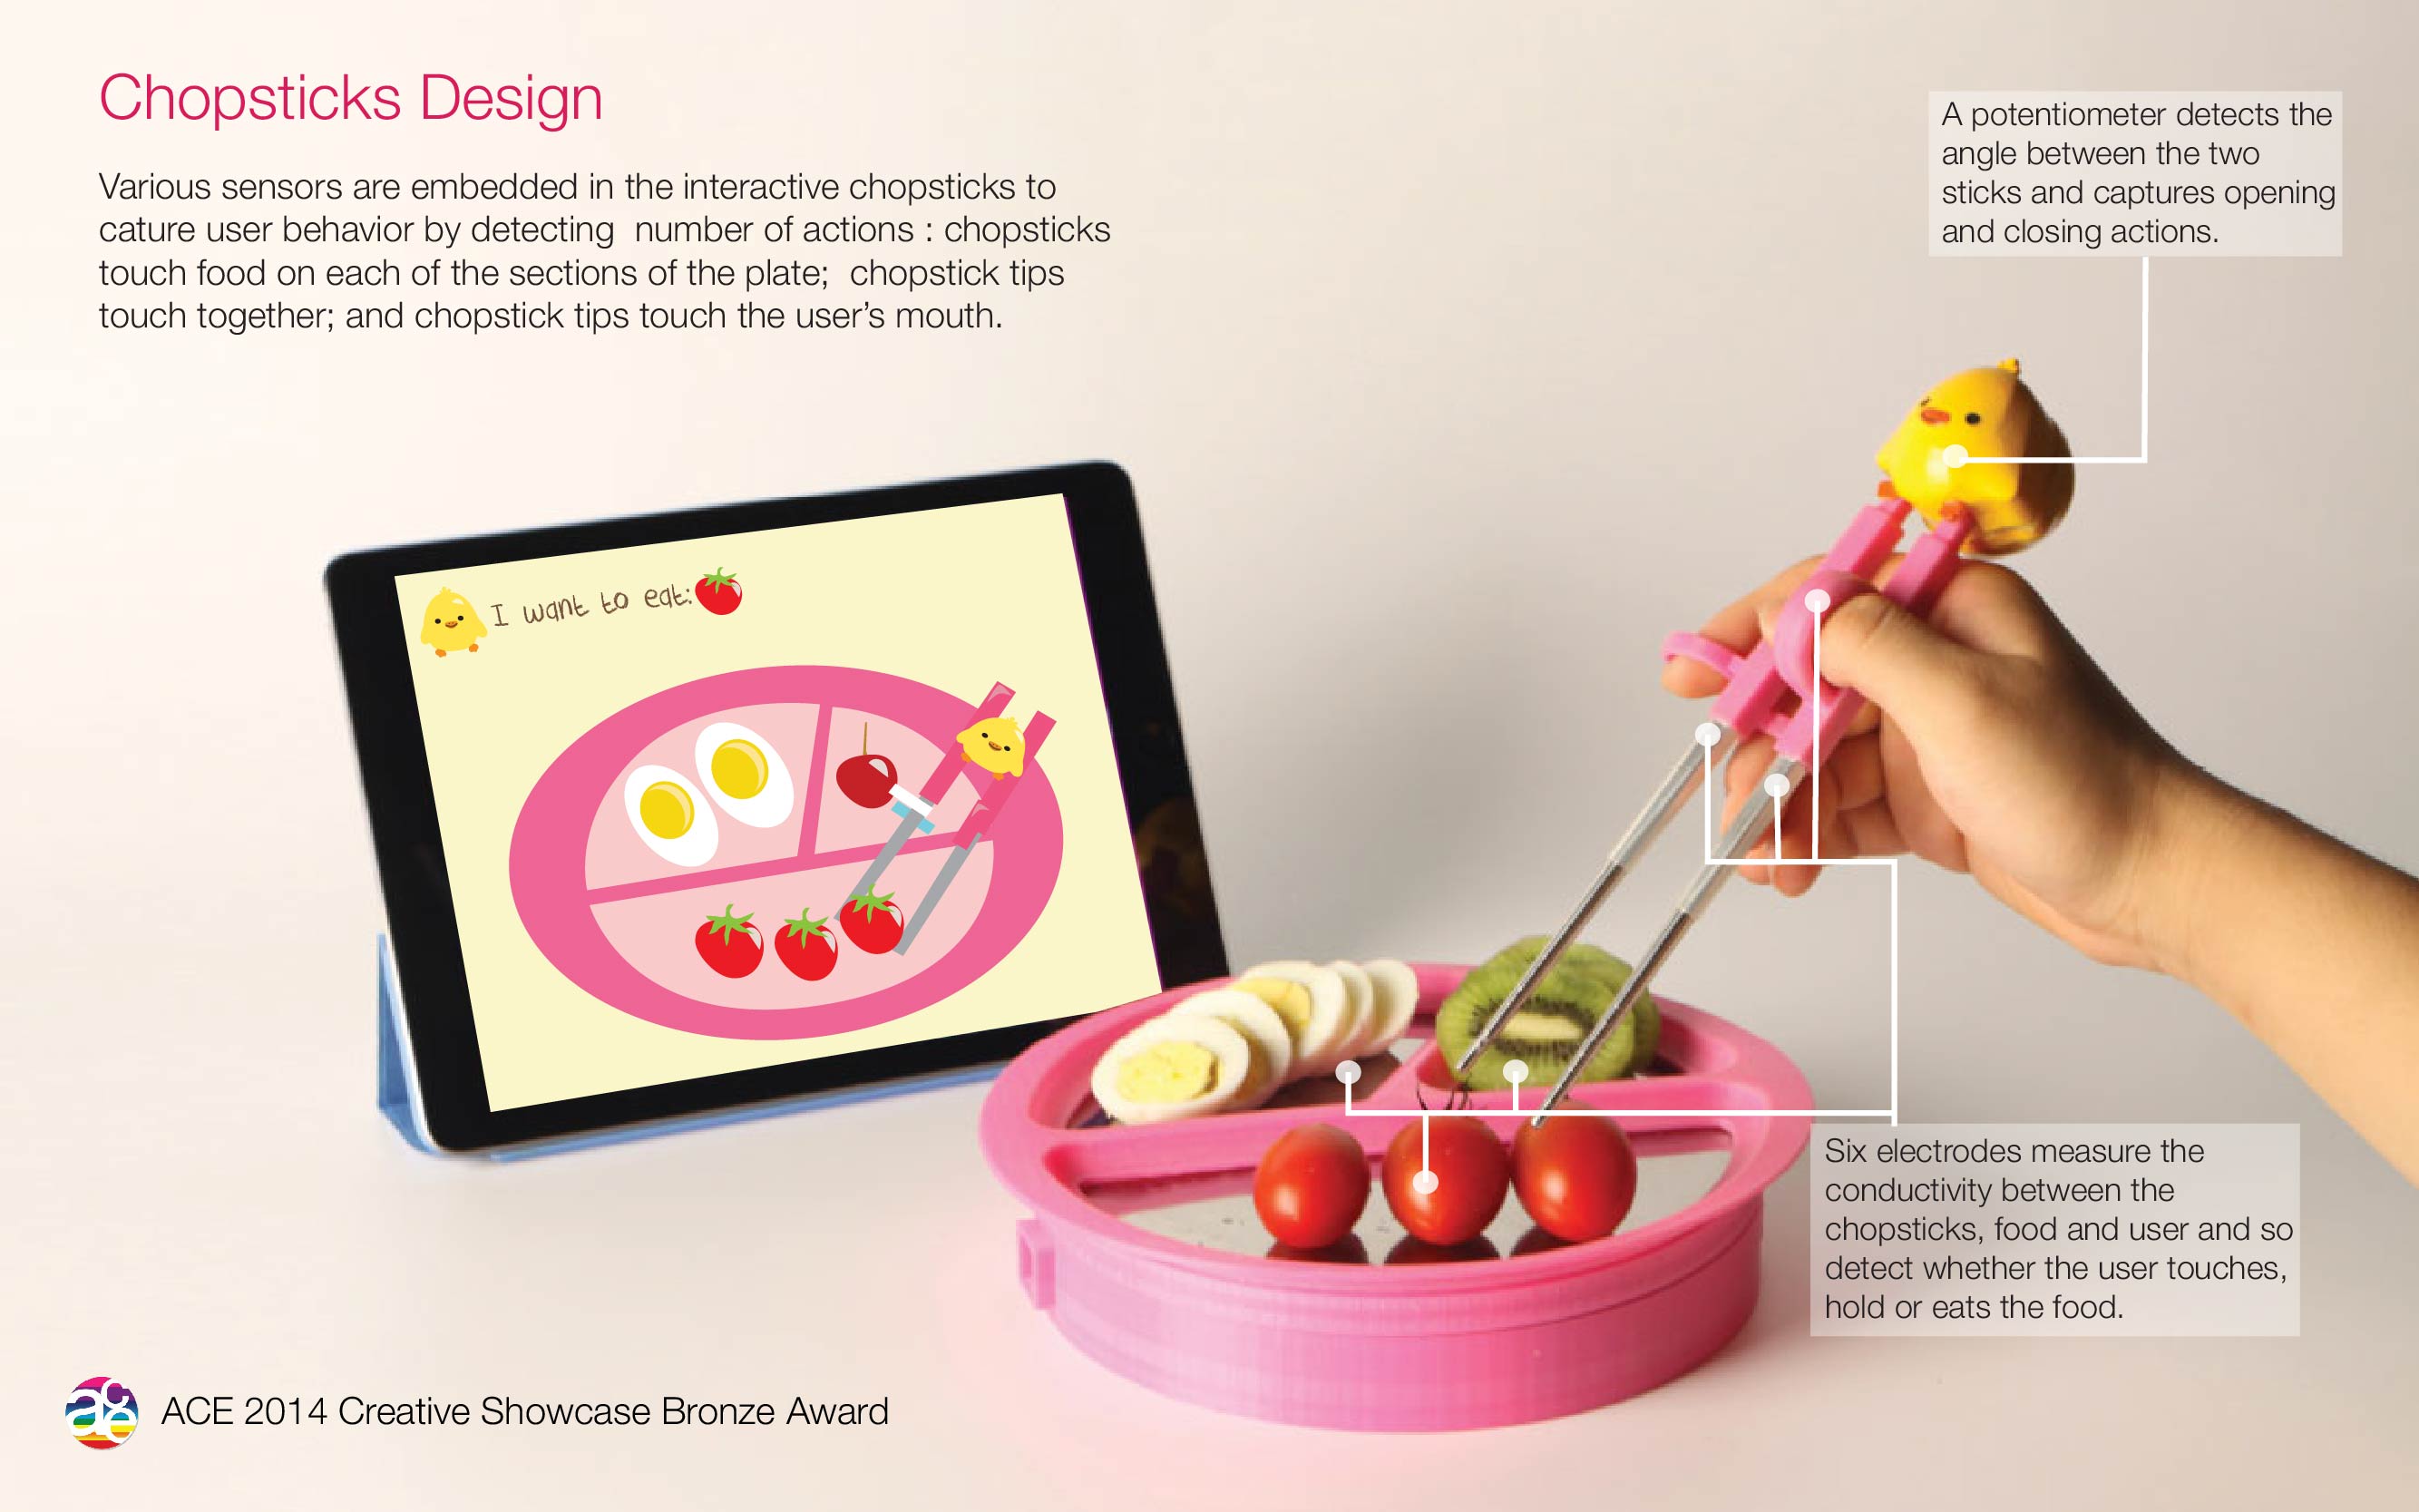 Chopsticks Design
Various sensors are embedded in the interactive chopsticks to
cature user behavior by detecting  number of actions : chopsticks
touch food on each of the sections of the plate;  chopstick tips
touch together; and chopstick tips touch the user’s mouth.
A potentiometer detects the
angle between the two
sticks and captures opening
and closing actions.
I want to eat:
Six electrodes measure the
conductivity between the
chopsticks, food and user and so
detect whether the user touches,
hold or eats the food.
ace
ACE 2014 Creative Showcase Bronze Award